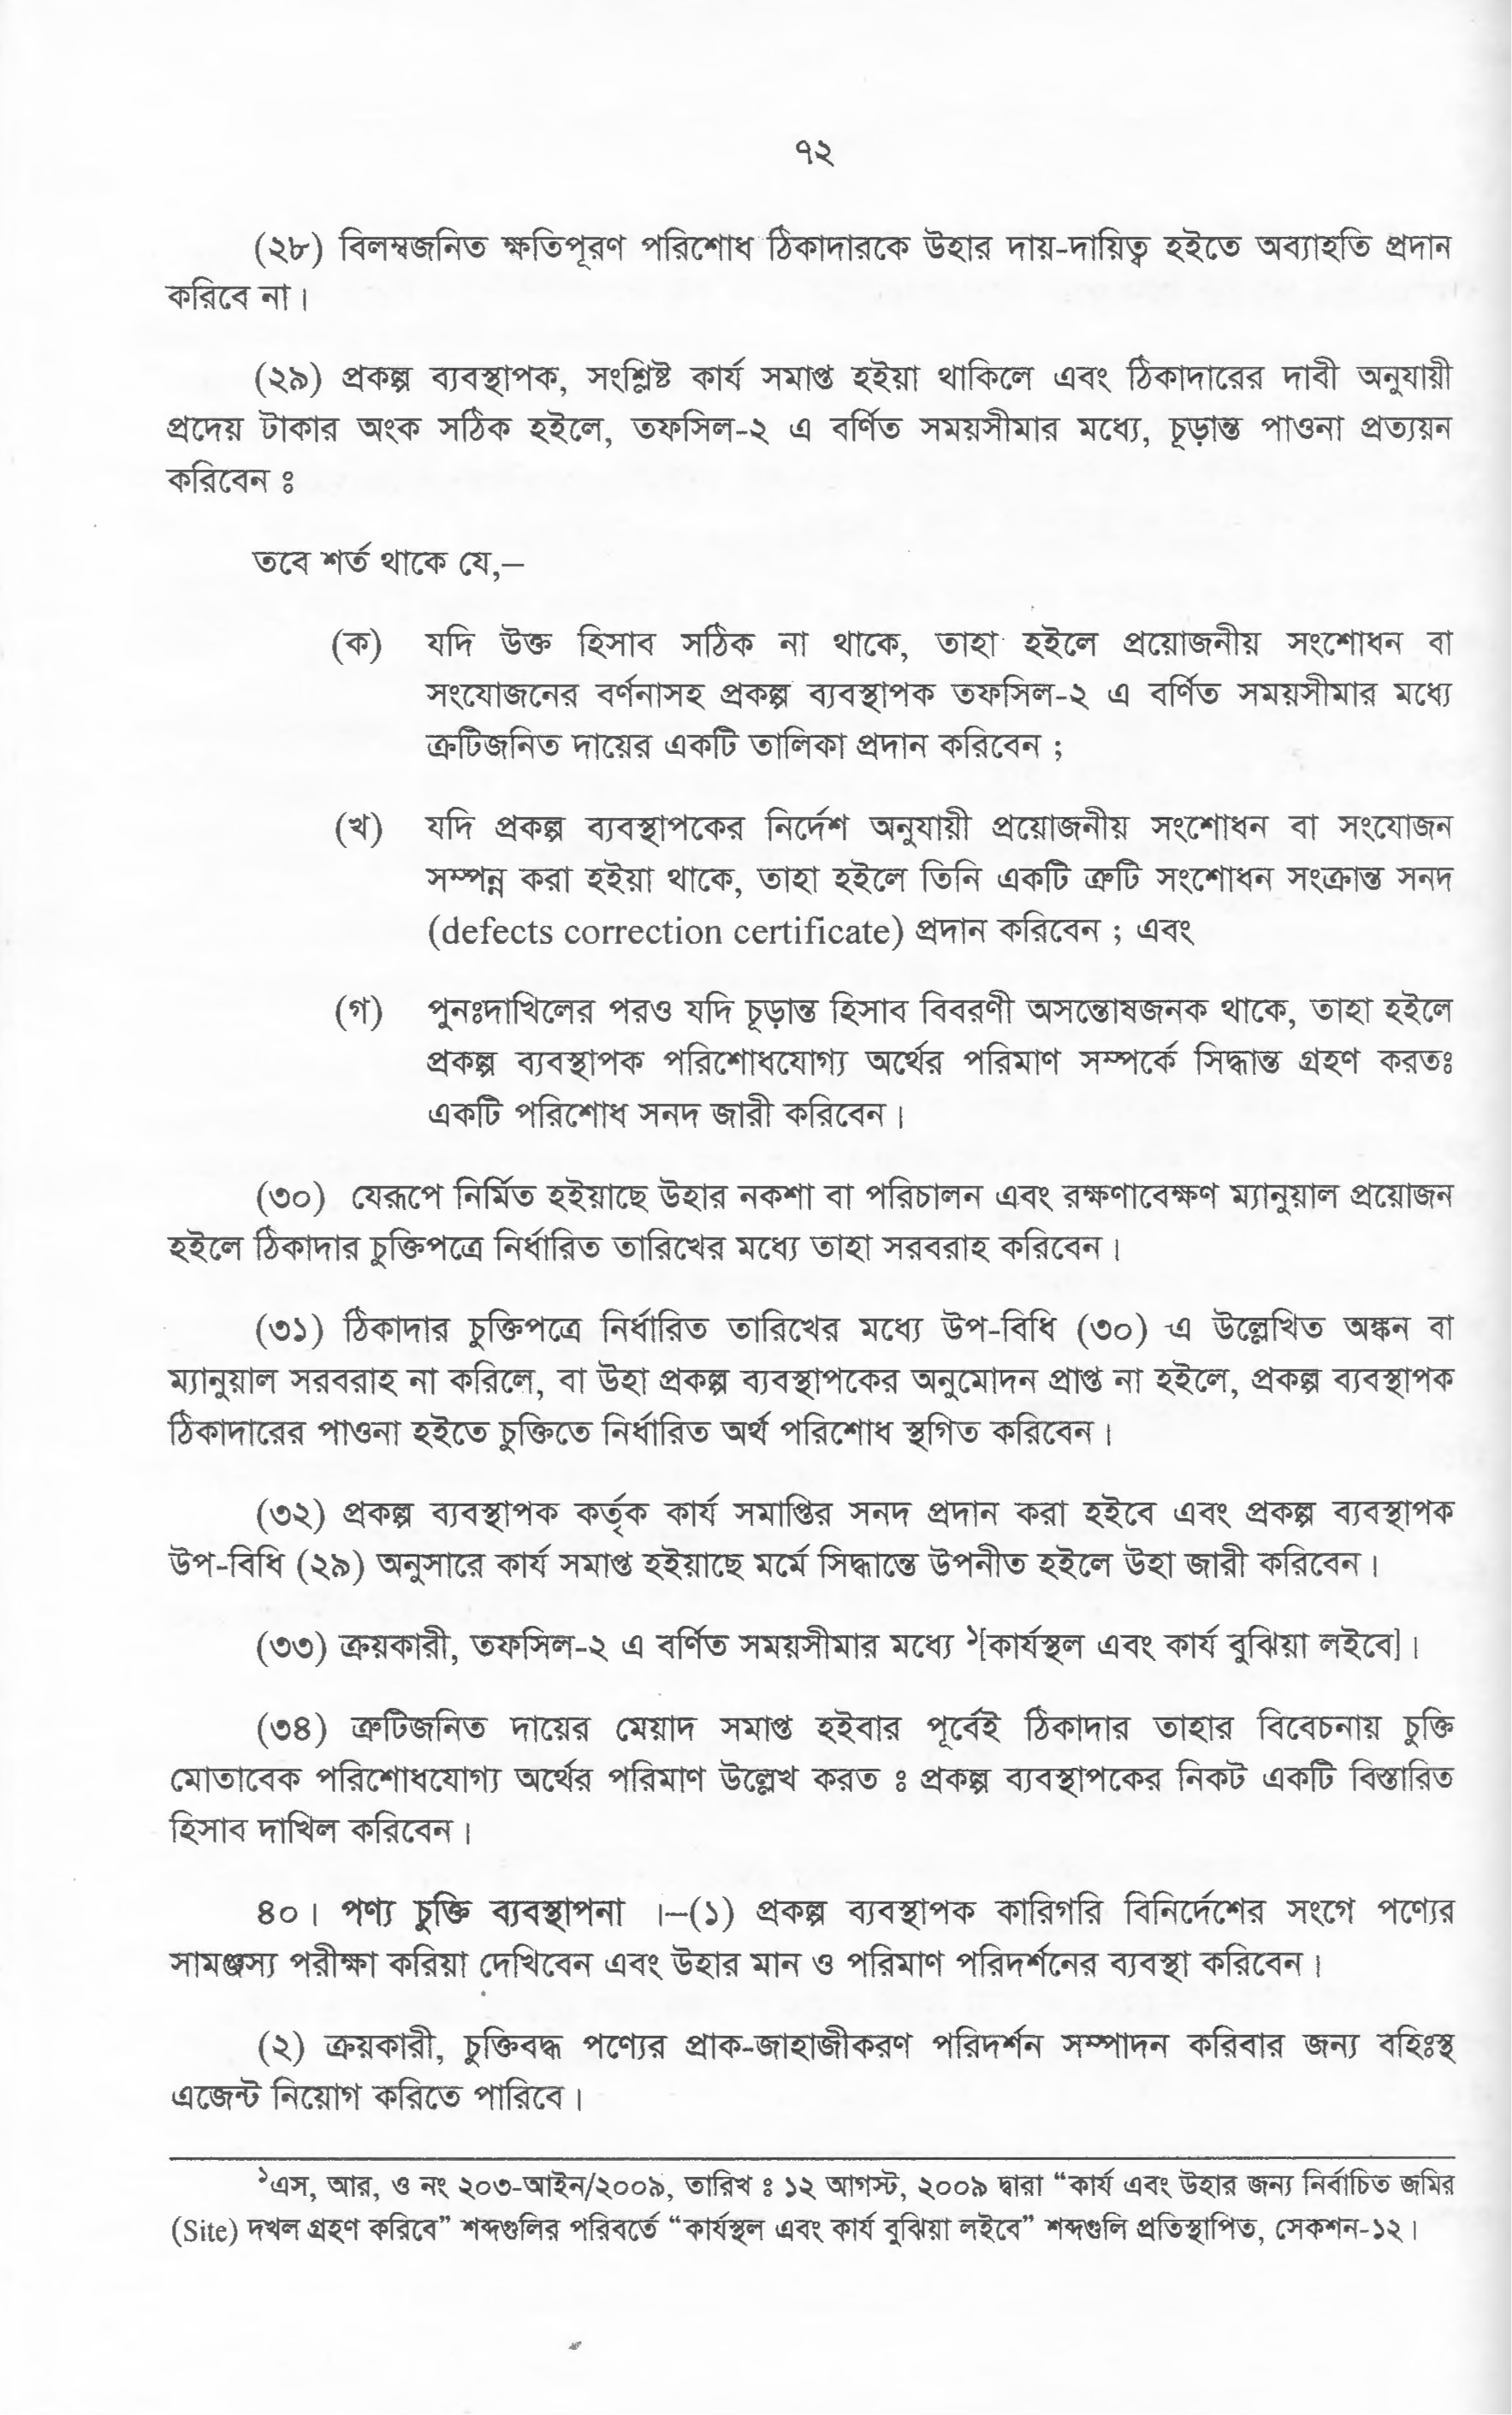 ৭২
(২৮) বিলম্বজনিত ক্ষতিপূরণ পরিশোধ ঠিকাদারকে উহার দায়-দায়িত্ব হইতে অব্যাহতি প্রদান
করিবে না।
(২৯) প্রকল্প ব্যবস্থাপক, সংশ্লিষ্ট কার্য সমাপ্ত হইয়া থাকিলে এবং ঠিকাদারের দাবী অনুযায়ী
প্রদেয় টাকার অংক সঠিক হইলে, তফসিল-২ এ বর্ণিত সময়সীমার মধ্যে, চূড়ান্ত পাওনা প্রত্যয়ন
করিবেন ঃ
তবে শর্ত থাকে যে,–
(ক) যদি উক্ত হিসাব সঠিক না থাকে, তাহা হইলে প্রয়োজনীয় সংশোধন বা
সংযোজনের বর্ণনাসহ প্রকল্প ব্যবস্থাপক তফসিল-২ এ বর্ণিত সময়সীমার মধ্যে
ক্রটিজনিত দায়ের একটি তালিকা প্রদান করিবেন ;
(খ) যদি প্রকল্প ব্যবস্থাপকের নির্দেশ অনুযায়ী প্রয়োজনীয় সংশোধন বা সংযোজন
সম্পন্ন করা হইয়া থাকে, তাহা হইলে তিনি একটি ত্রুটি সংশোধন সংক্রান্ত সনদ
(defects correction certificate) প্রদান করিবেন ; এবং
(গ) পুনঃদাখিলের পরও যদি চূড়ান্ত হিসাব বিবরণী অসন্তোষজনক থাকে, তাহা হইলে
প্রকল্প ব্যবস্থাপক পরিশোধযোগ্য অর্থের পরিমাণ সম্পর্কে সিদ্ধান্ত গ্রহণ করতঃ
একটি পরিশোধ সনদ জারী করিবেন।
(৩০) যেরূপে নির্মিত হইয়াছে উহার নকশা বা পরিচালন এবং রক্ষণাবেক্ষণ ম্যানুয়াল প্রয়োজন
হইলে ঠিকাদার চুক্তিপত্রে নির্ধারিত তারিখের মধ্যে তাহা সরবরাহ করিবেন।
(৩১) ঠিকাদার চুক্তিপত্রে নির্ধারিত তারিখের মধ্যে উপ-বিধি (৩০) এ উল্লেখিত অঙ্কন বা
ম্যানুয়াল সরবরাহ না করিলে, বা উহা প্রকল্প ব্যবস্থাপকের অনুমোদন প্রাপ্ত না হইলে, প্রকল্প ব্যবস্থাপক
ঠিকাদারের পাওনা হইতে চুক্তিতে নির্ধারিত অর্থ পরিশোধ স্থগিত করিবেন।
(৩২) প্রকল্প ব্যবস্থাপক কর্তৃক কার্য সমাপ্তির সনদ প্রদান করা হইবে এবং প্রকল্প ব্যবস্থাপক
উপ-বিধি (২৯) অনুসারে কার্য সমাপ্ত হইয়াছে মর্মে সিদ্ধান্তে উপনীত হইলে উহা জারী করিবেন।
(৩৩) ক্রয়কারী, তফসিল-২ এ বর্ণিত সময়সীমার মধ্যে ১[কার্যস্থল এবং কার্য বুঝিয়া লইবে]।
(৩৪) ত্রুটিজনিত দায়ের মেয়াদ সমাপ্ত হইবার পূর্বেই ঠিকাদার তাহার বিবেচনায় চুক্তি
মোতাবেক পরিশোধযোগ্য অর্থের পরিমাণ উল্লেখ করত ঃ প্রকল্প ব্যবস্থাপকের নিকট একটি বিস্তারিত
হিসাব দাখিল করিবেন।
৪০। পণ্য চুক্তি ব্যবস্থাপনা ।–(১) প্রকল্প ব্যবস্থাপক কারিগরি বিনির্দেশের সংগে পণ্যের
সামঞ্জস্য পরীক্ষা করিয়া দেখিবেন এবং উহার মান ও পরিমাণ পরিদর্শনের ব্যবস্থা করিবেন।
(২) ক্রয়কারী, চুক্তিবদ্ধ পণ্যের প্রাক-জাহাজীকরণ পরিদর্শন সম্পাদন করিবার জন্য বহিঃস্থ
এজেন্ট নিয়োগ করিতে পারিবে।
১এস, আর, ও নং ২০৩-আইন/২০০৯, তারিখ ঃ ১২ আগস্ট, ২০০৯ দ্বারা “কার্য এবং উহার জন্য নির্বাচিত জমির
(Site) দখল গ্রহণ করিবে” শব্দগুলির পরিবর্তে “কার্যস্থল এবং কার্য বুঝিয়া লইবে” শব্দগুলি প্রতিস্থাপিত, সেকশন-১২।